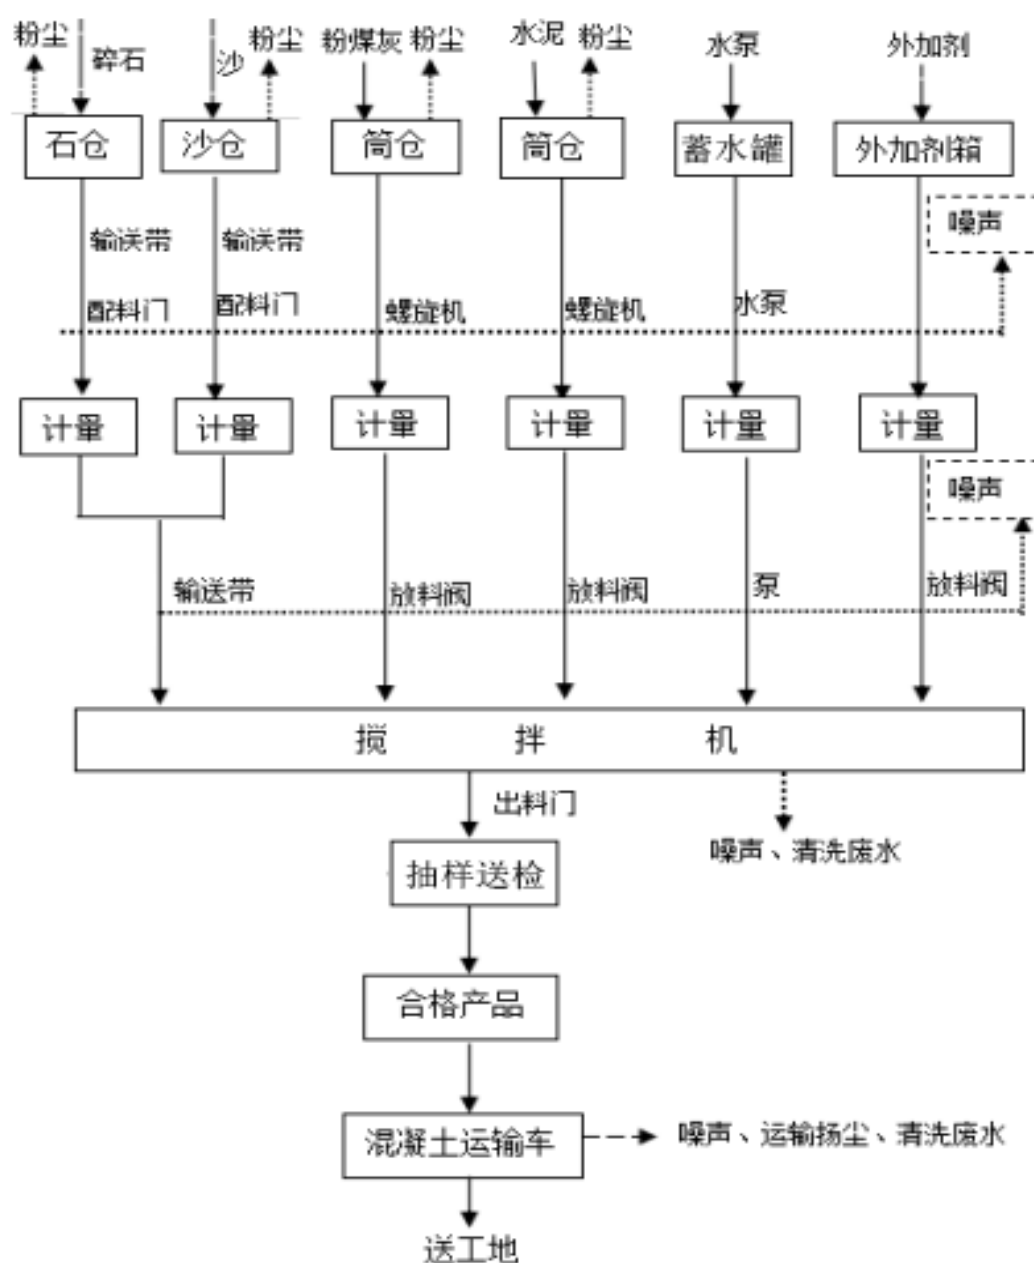 粉尘 碎石 沙 粉尘 粉煤灰 粉尘 水泥 粉尘 水泵 外加剂
石仓 沙仓 筒仓 筒仓 蓄水罐 外加剂箱
噪声
输送带 输送带
配料门 配料门 螺旋机 螺旋机 水泵
计量 计量 计量 计量 计量 计量
噪声
输送带 放料阀 放料阀 泵 放料阀
搅拌机
出料门
噪声、清洗废水
抽样送检
合格产品
混凝土运输车 噪声、运输扬尘、清洗废水
送工地